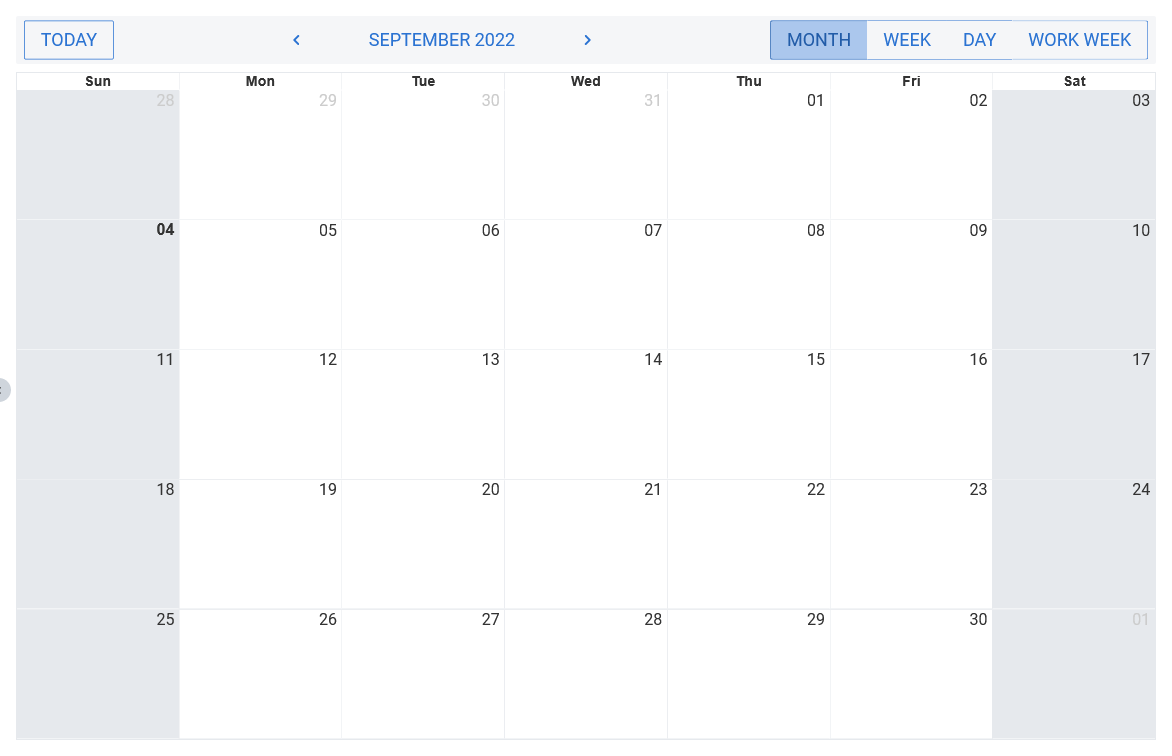 TODAY SEPTEMBER 2022 MONTH WEEK DAY WORK WEEK
Sun Mon Tue Wed Thu Fri Sat
28 29 30 31 01 02 03
04 05 06 07 08 09 10
11 12 13 14 15 16 17
18 19 20 21 22 23 24
25 26 27 28 29 30 01